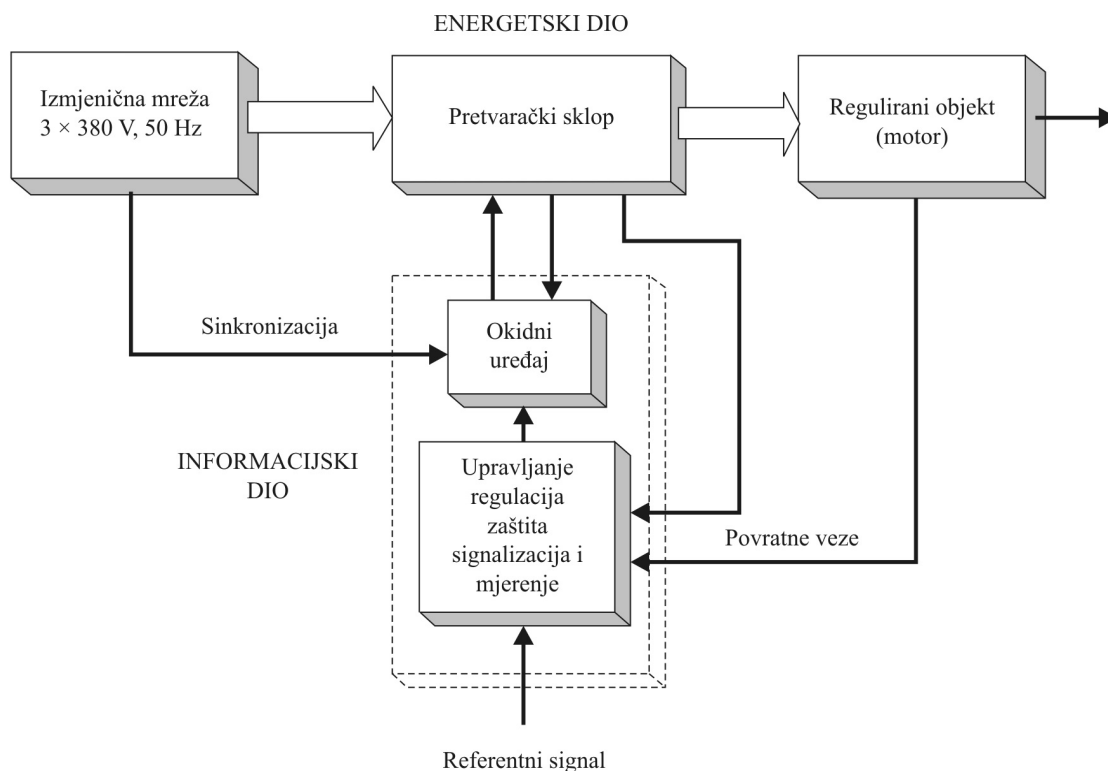 ENERGETSKI DIO
Izmjenična mreža
3 × 380 V, 50 Hz
Pretvarački sklop
Regulirani objekt
(motor)
Sinkronizacija
Okidni
uređaj
INFORMACIJSKI
DIO
Upravljanje
regulacija
zaštita
signalizacija i
mjerenje
Povratne veze
Referentni signal